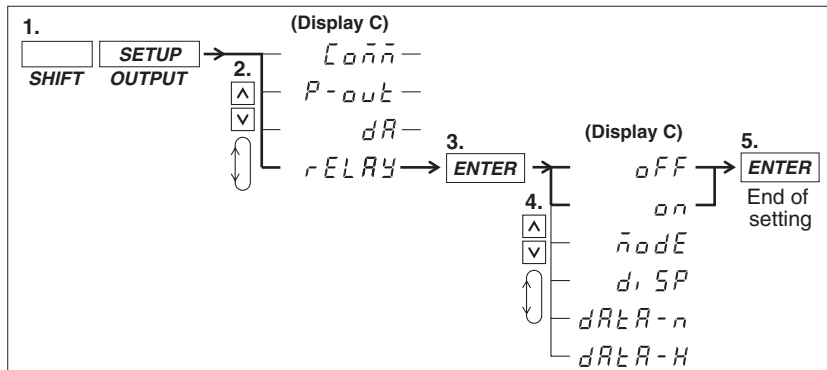 1.
(Display C)
SETUP
SHIFT OUTPUT
2.
Comm
P-out
dA
rELAY
3.
ENTER
(Display C)
4.
oFF
on
modE
diSP
dAtA-n
dAtA-H
5.
ENTER
End of
setting